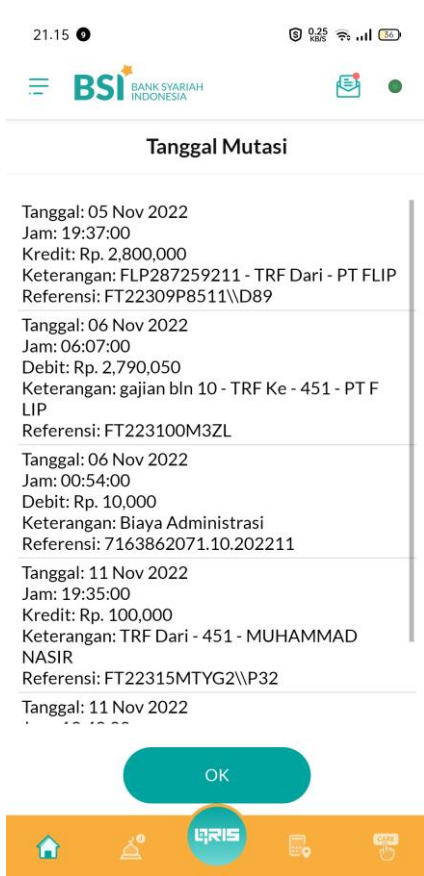 21.15 9 S 0.25 KB/S 36
BSI BANK SYARIAH
INDONESIA
Tanggal Mutasi
Tanggal: 05 Nov 2022
Jam: 19:37:00
Kredit: Rp. 2,800,000
Keterangan: FLP287259211 - TRF Dari - PT FLIP
Referensi: FT22309P8511\\D89
Tanggal: 06 Nov 2022
Jam: 06:07:00
Debit: Rp. 2,790,050
Keterangan: gajian bln 10 - TRF Ke - 451 - PT F
LIP
Referensi: FT223100M3ZL
Tanggal: 06 Nov 2022
Jam: 00:54:00
Debit: Rp. 10,000
Keterangan: Biaya Administrasi
Referensi: 7163862071.10.202211
Tanggal: 11 Nov 2022
Jam: 19:35:00
Kredit: Rp. 100,000
Keterangan: TRF Dari - 451 - MUHAMMAD
NASIR
Referensi: FT22315MTYG2\\P32
Tanggal: 11 Nov 2022
OK
QRIS
CARE